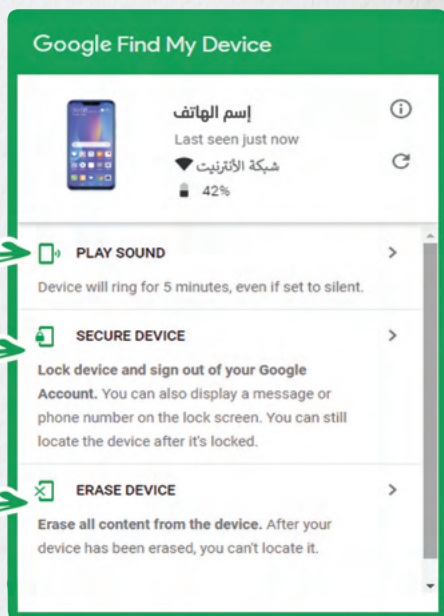 Google Find My Device
إسم الهاتف
Last seen just now
شبكة الأنترنيت
42%
PLAY SOUND
Device will ring for 5 minutes, even if set to silent.
SECURE DEVICE
Lock device and sign out of your Google
Account. You can also display a message or
phone number on the lock screen. You can still
locate the device after it's locked.
ERASE DEVICE
Erase all content from the device. After your
device has been erased, you can't locate it.